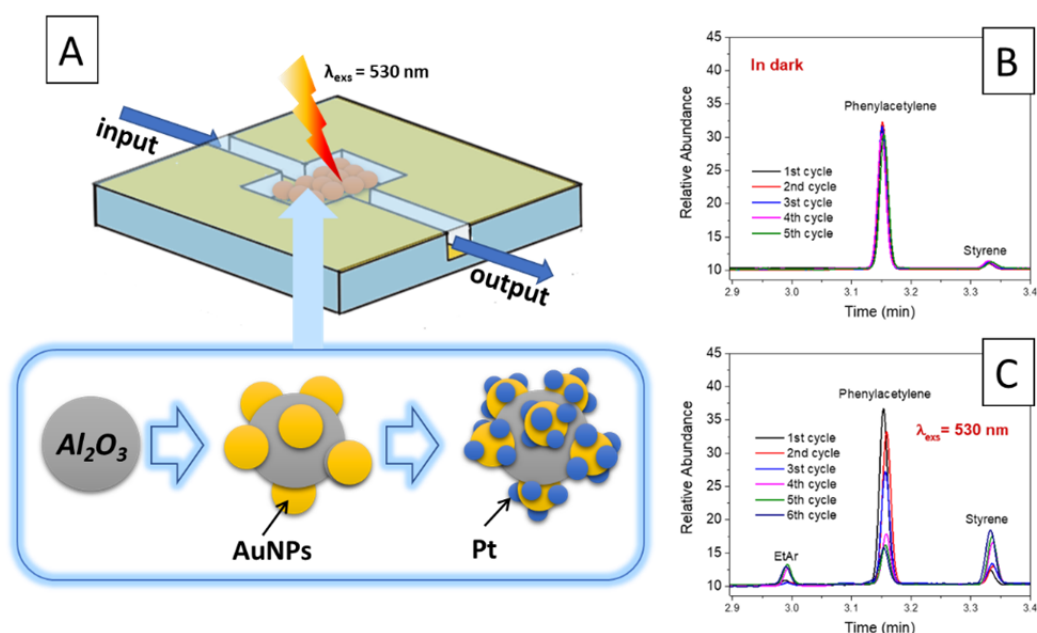 A
λexs = 530 nm
input
output
Al2O3
AuNPs
Pt
B
45
40
35
30
25
20
15
10
Relative Abundance
In dark
Phenylacetylene
1st cycle
2nd cycle
3st cycle
4th cycle
5th cycle
Styrene
2.9 3.0 3.1 3.2 3.3 3.4
Time (min)
C
45
40
35
30
25
20
15
10
Relative Abundance
Phenylacetylene
λexs = 530 nm
1st cycle
2nd cycle
3st cycle
4th cycle
5th cycle
6th cycle
Styrene
EtAr
2.9 3.0 3.1 3.2 3.3 3.4
Time (min)